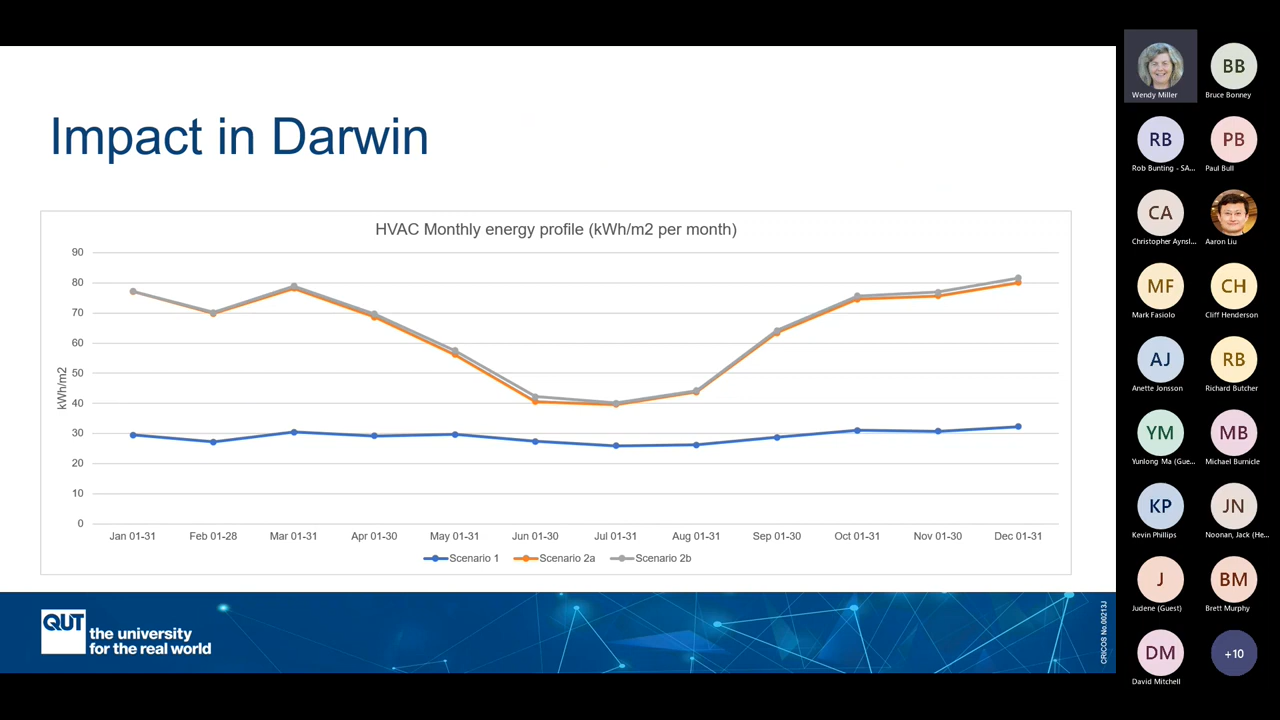 Impact in Darwin
HVAC Monthly energy profile (kWh/m2 per month)
kWh/m2
90
80
70
60
50
40
30
20
10
0
Jan 01-31 Feb 01-28 Mar 01-31 Apr 01-30 May 01-31 Jun 01-30 Jul 01-31 Aug 01-31 Sep 01-30 Oct 01-31 Nov 01-30 Dec 01-31
Scenario 1 Scenario 2a Scenario 2b
QUT
the university
for the real world
CRICOS No.00213J
Wendy Miller
BB
Bruce Bonney
RB
Rob Bunting - SA...
PB
Paul Bull
CA
Christopher Aynsl...
Aaron Liu
MF
Mark Fasiolo
CH
Cliff Henderson
AJ
Anette Jonsson
RB
Richard Butcher
YM
Yunlong Ma (Gue...
MB
Michael Burnicle
KP
Kevin Phillips
JN
Noonan, Jack (He...
J
Judene (Guest)
BM
Brett Murphy
DM
David Mitchell
+10